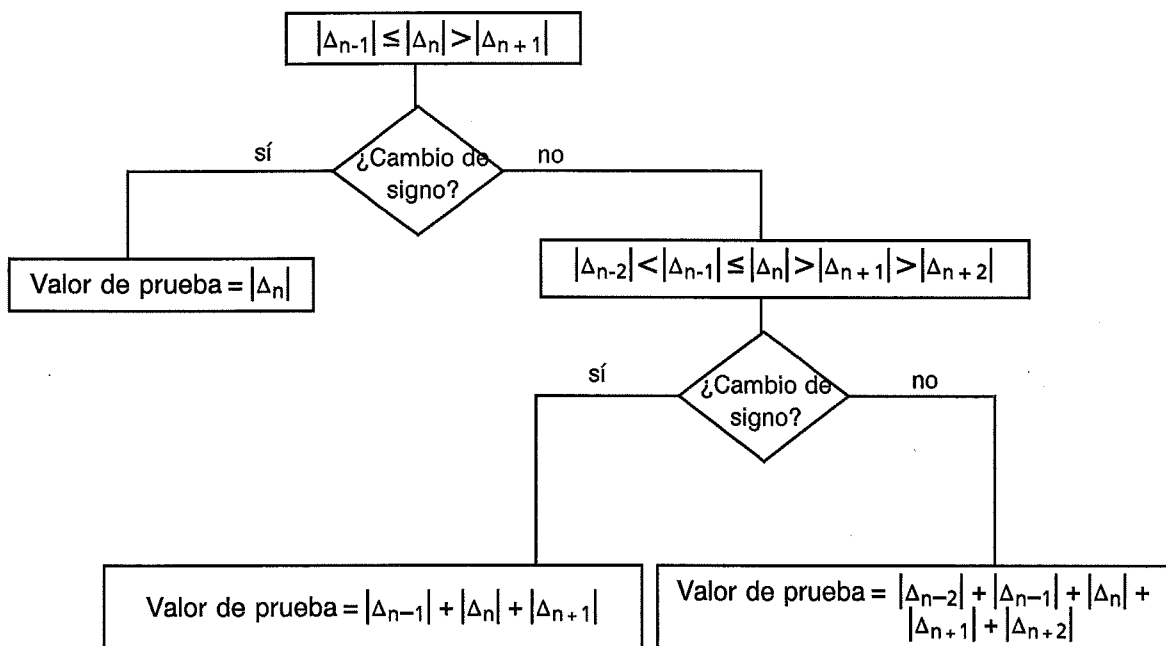 |Δn-1| ≤ |Δn| > |Δn + 1|
¿Cambio de
signo?
sí
no
Valor de prueba = |Δn|
|Δn-2| < |Δn-1| ≤ |Δn| > |Δn + 1| > |Δn + 2|
¿Cambio de
signo?
sí
no
Valor de prueba = |Δn−1| + |Δn| + |Δn + 1|
Valor de prueba = |Δn−2| + |Δn−1| + |Δn| +
|Δn + 1| + |Δn + 2|